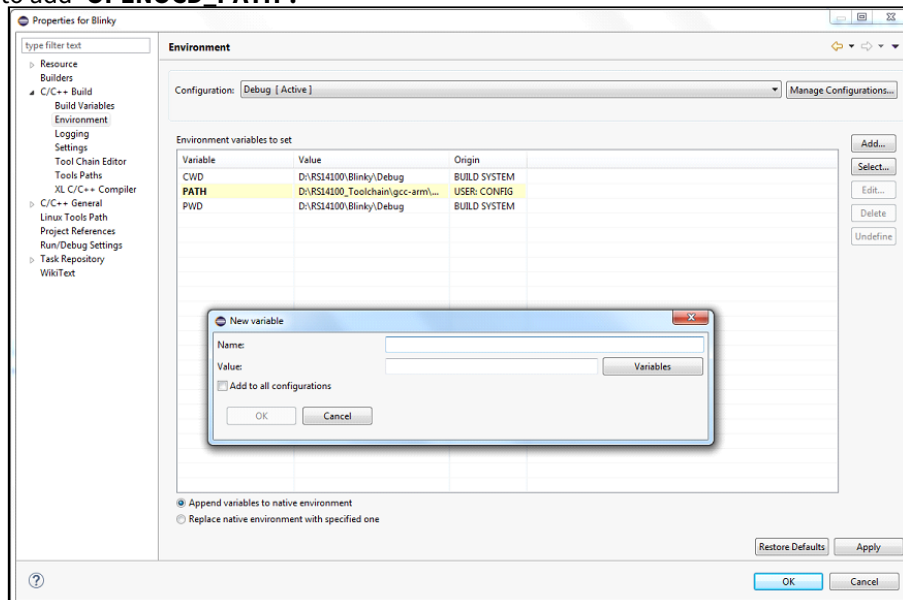 to add "OPENOCD_PATH".
Properties for Blinky
type filter text
Resource
Builders
C/C++ Build
Build Variables
Environment
Logging
Settings
Tool Chain Editor
Tools Paths
XL C/C++ Compiler
C/C++ General
Linux Tools Path
Project References
Run/Debug Settings
Task Repository
WikiText
Environment
Configuration: Debug [ Active ] Manage Configurations...
Environment variables to set
Add...
Select...
Edit...
Delete
Undefine
Variable Value Origin
CWD D:\RS14100\Blinky\Debug BUILD SYSTEM
PATH D:\RS14100_Toolchain\gcc-arm\... USER: CONFIG
PWD D:\RS14100\Blinky\Debug BUILD SYSTEM
New variable
Name:
Value: Variables
Add to all configurations
OK Cancel
Append variables to native environment
Replace native environment with specified one
Restore Defaults Apply
OK Cancel